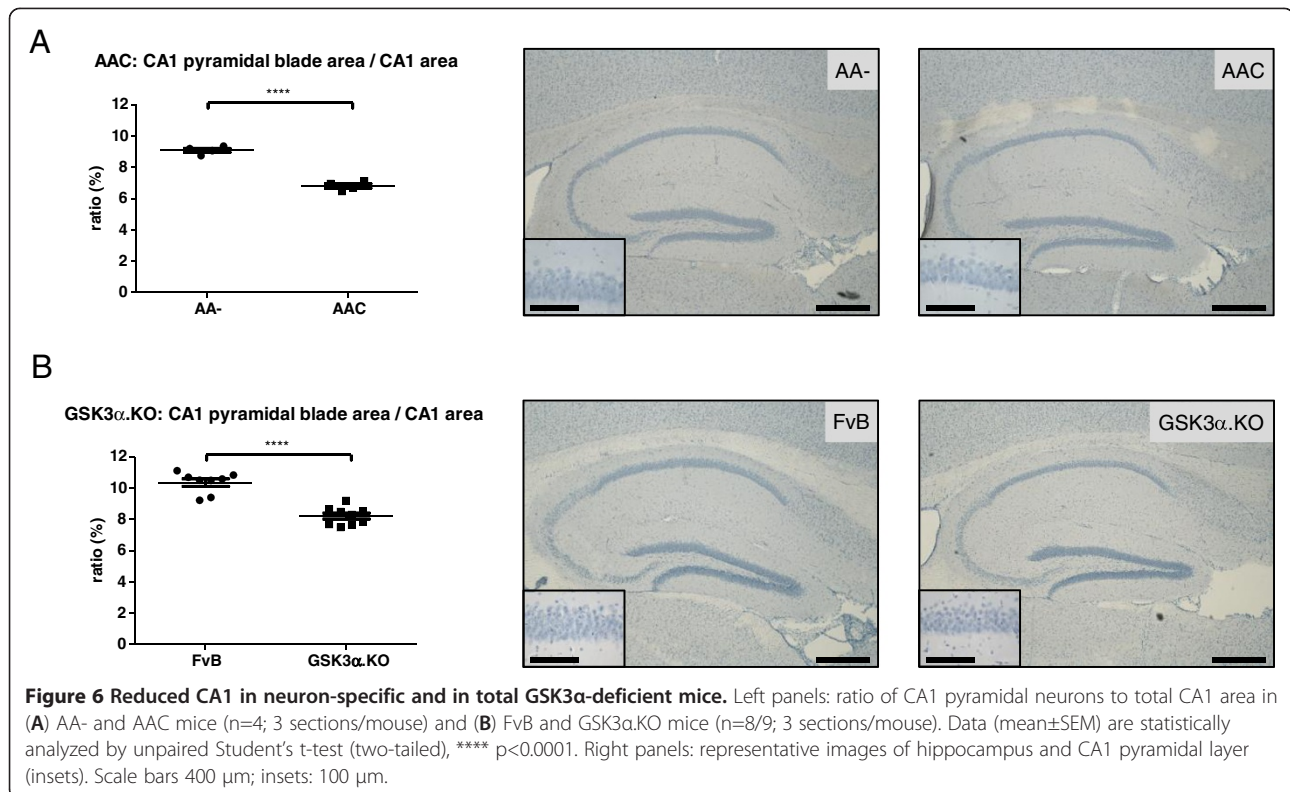 A
AAC: CA1 pyramidal blade area / CA1 area
****
12
10
8
6
4
2
0
ratio (%)
AA-
AAC
AA-
AAC
B
GSK3α.KO: CA1 pyramidal blade area / CA1 area
****
12
10
8
6
4
2
0
ratio (%)
FvB
GSK3α.KO
FvB
GSK3α.KO
Figure 6 Reduced CA1 in neuron-specific and in total GSK3α-deficient mice. Left panels: ratio of CA1 pyramidal neurons to total CA1 area in
(A) AA- and AAC mice (n=4; 3 sections/mouse) and (B) FvB and GSK3α.KO mice (n=8/9; 3 sections/mouse). Data (mean±SEM) are statistically
analyzed by unpaired Student's t-test (two-tailed), **** p<0.0001. Right panels: representative images of hippocampus and CA1 pyramidal layer
(insets). Scale bars 400 μm; insets: 100 μm.